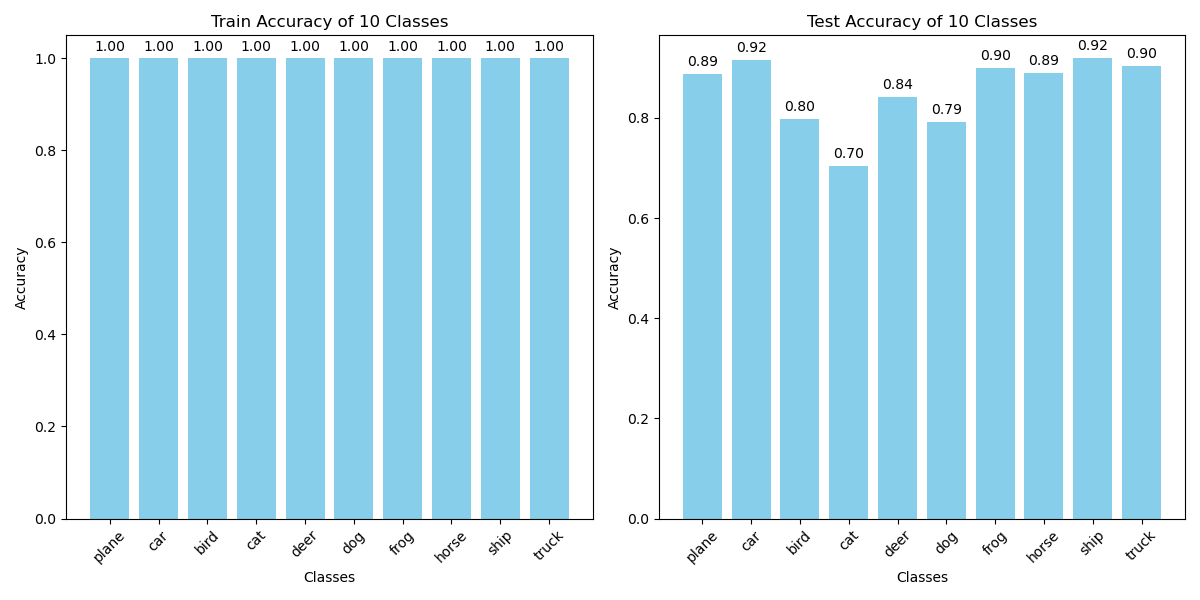 Train Accuracy of 10 Classes
1.00 1.00 1.00 1.00 1.00 1.00 1.00 1.00 1.00 1.00
1.0
0.8
0.6
0.4
0.2
0.0
Accuracy
plane car bird cat deer dog frog horse ship truck
Classes
Test Accuracy of 10 Classes
0.89 0.92 0.80 0.70 0.84 0.79 0.90 0.89 0.92 0.90
0.8
0.6
0.4
0.2
0.0
Accuracy
plane car bird cat deer dog frog horse ship truck
Classes